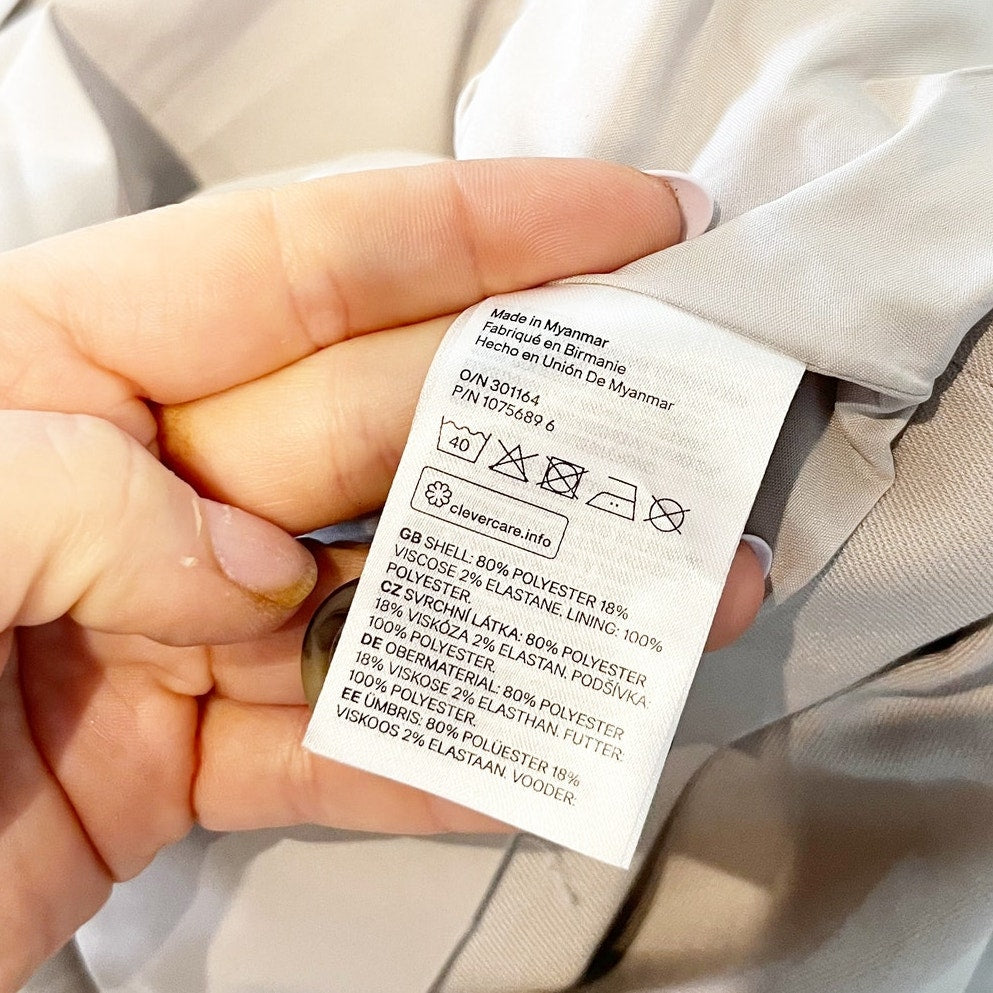 Made in Myanmar
Fabriqué en Birmanie
Hecho en Unión De Myanmar
O/N 301164
P/N 1075689 6
40
clevercare.info
GB SHELL: 80% POLYESTER 18%
VISCOSE 2% ELASTANE. LINING: 100%
POLYESTER.
CZ SVRCHNÍ LÁTKA: 80% POLYESTER
18% VISKÓZA 2% ELASTAN. PODŠÍVKA:
100% POLYESTER.
DE OBERMATERIAL: 80% POLYESTER
18% VISKOSE 2% ELASTHAN. FUTTER:
100% POLYESTER.
EE ÜMBRIS: 80% POLÜESTER 18%
VISKOOS 2% ELASTAAN. VOODER: